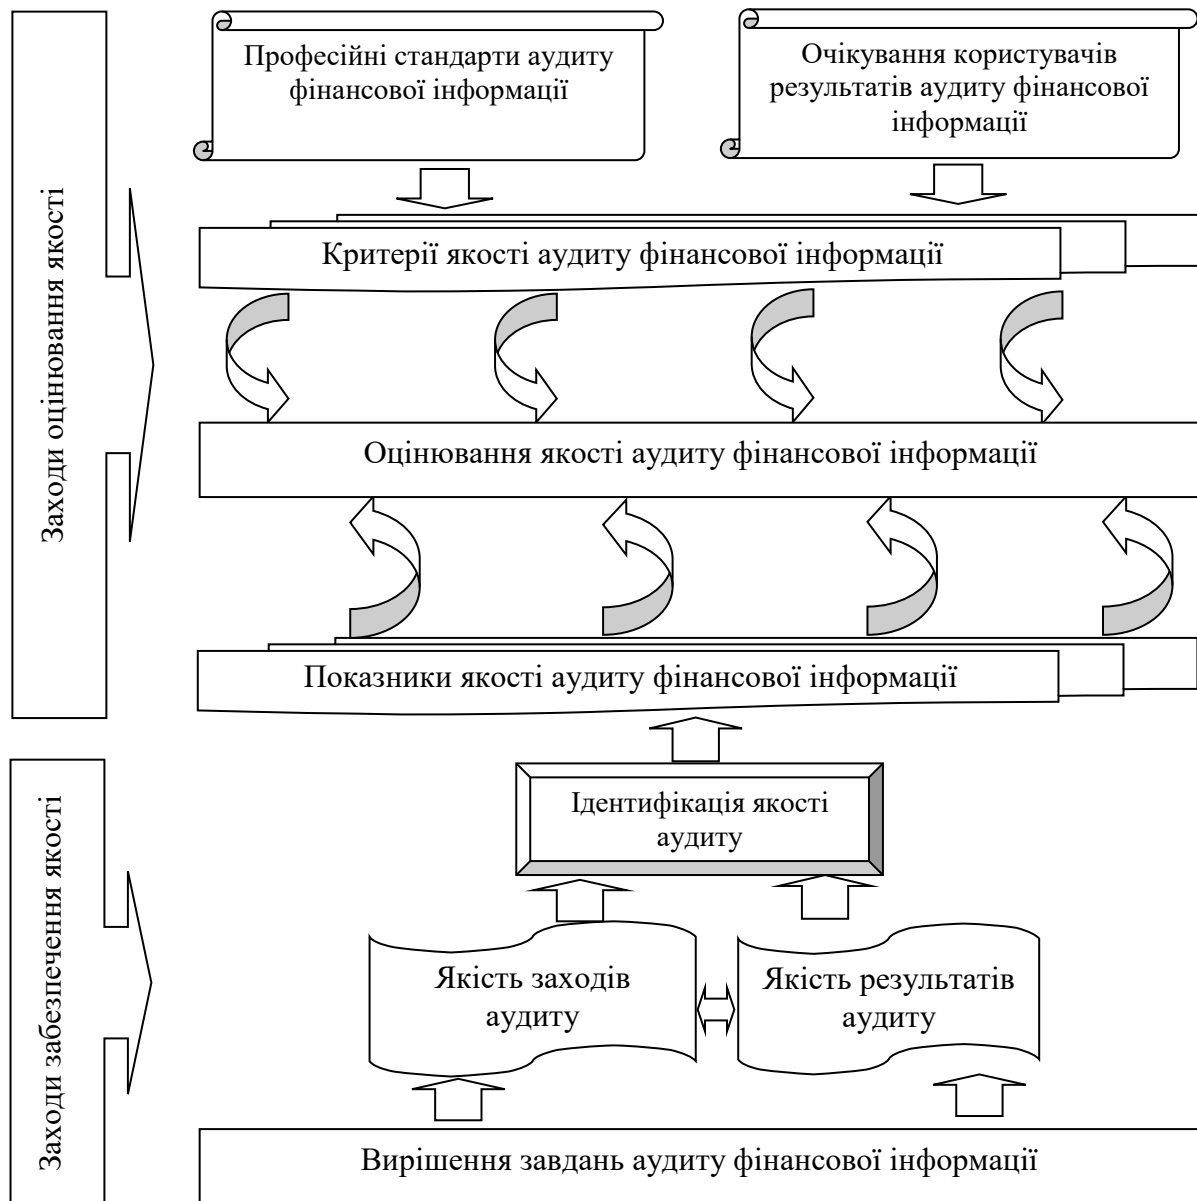 Заходи оцінювання якості
Професійні стандарти аудиту
фінансової інформації
Очікування користувачів
результатів аудиту фінансової
інформації
Критерії якості аудиту фінансової інформації
Оцінювання якості аудиту фінансової інформації
Показники якості аудиту фінансової інформації
Заходи забезпечення якості
Ідентифікація якості
аудиту
Якість заходів
аудиту
Якість результатів
аудиту
Вирішення завдань аудиту фінансової інформації